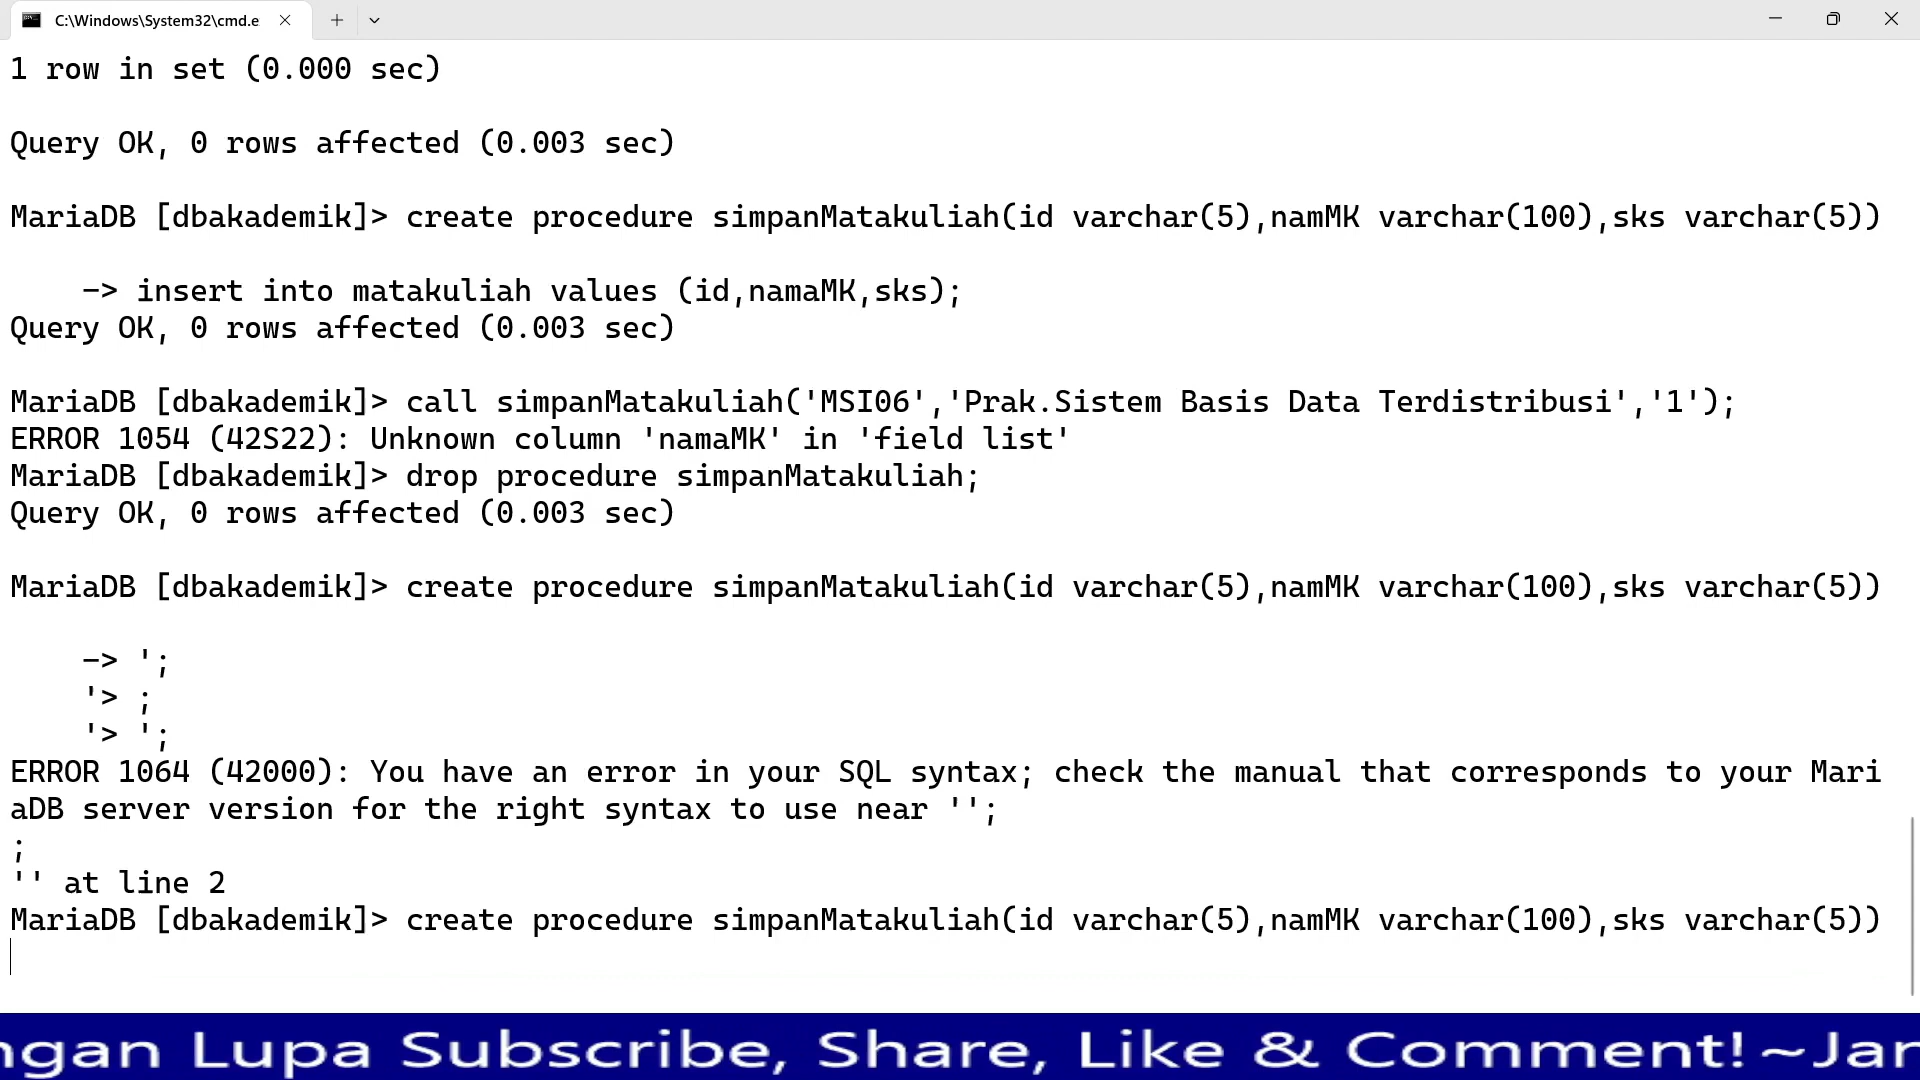 C:\Windows\System32\cmd.e
1 row in set (0.000 sec)
Query OK, 0 rows affected (0.003 sec)
MariaDB [dbakademik]> create procedure simpanMatakuliah(id varchar(5),namMK varchar(100),sks varchar(5))
-> insert into matakuliah values (id,namaMK,sks);
Query OK, 0 rows affected (0.003 sec)
MariaDB [dbakademik]> call simpanMatakuliah('MSI06','Prak.Sistem Basis Data Terdistribusi','1');
ERROR 1054 (42S22): Unknown column 'namaMK' in 'field list'
MariaDB [dbakademik]> drop procedure simpanMatakuliah;
Query OK, 0 rows affected (0.003 sec)
MariaDB [dbakademik]> create procedure simpanMatakuliah(id varchar(5),namMK varchar(100),sks varchar(5))
-> ';
'> ;
'> ';
ERROR 1064 (42000): You have an error in your SQL syntax; check the manual that corresponds to your Mari
aDB server version for the right syntax to use near '';
;
'' at line 2
MariaDB [dbakademik]> create procedure simpanMatakuliah(id varchar(5),namMK varchar(100),sks varchar(5))
ngan Lupa Subscribe, Share, Like & Comment! ~Jan